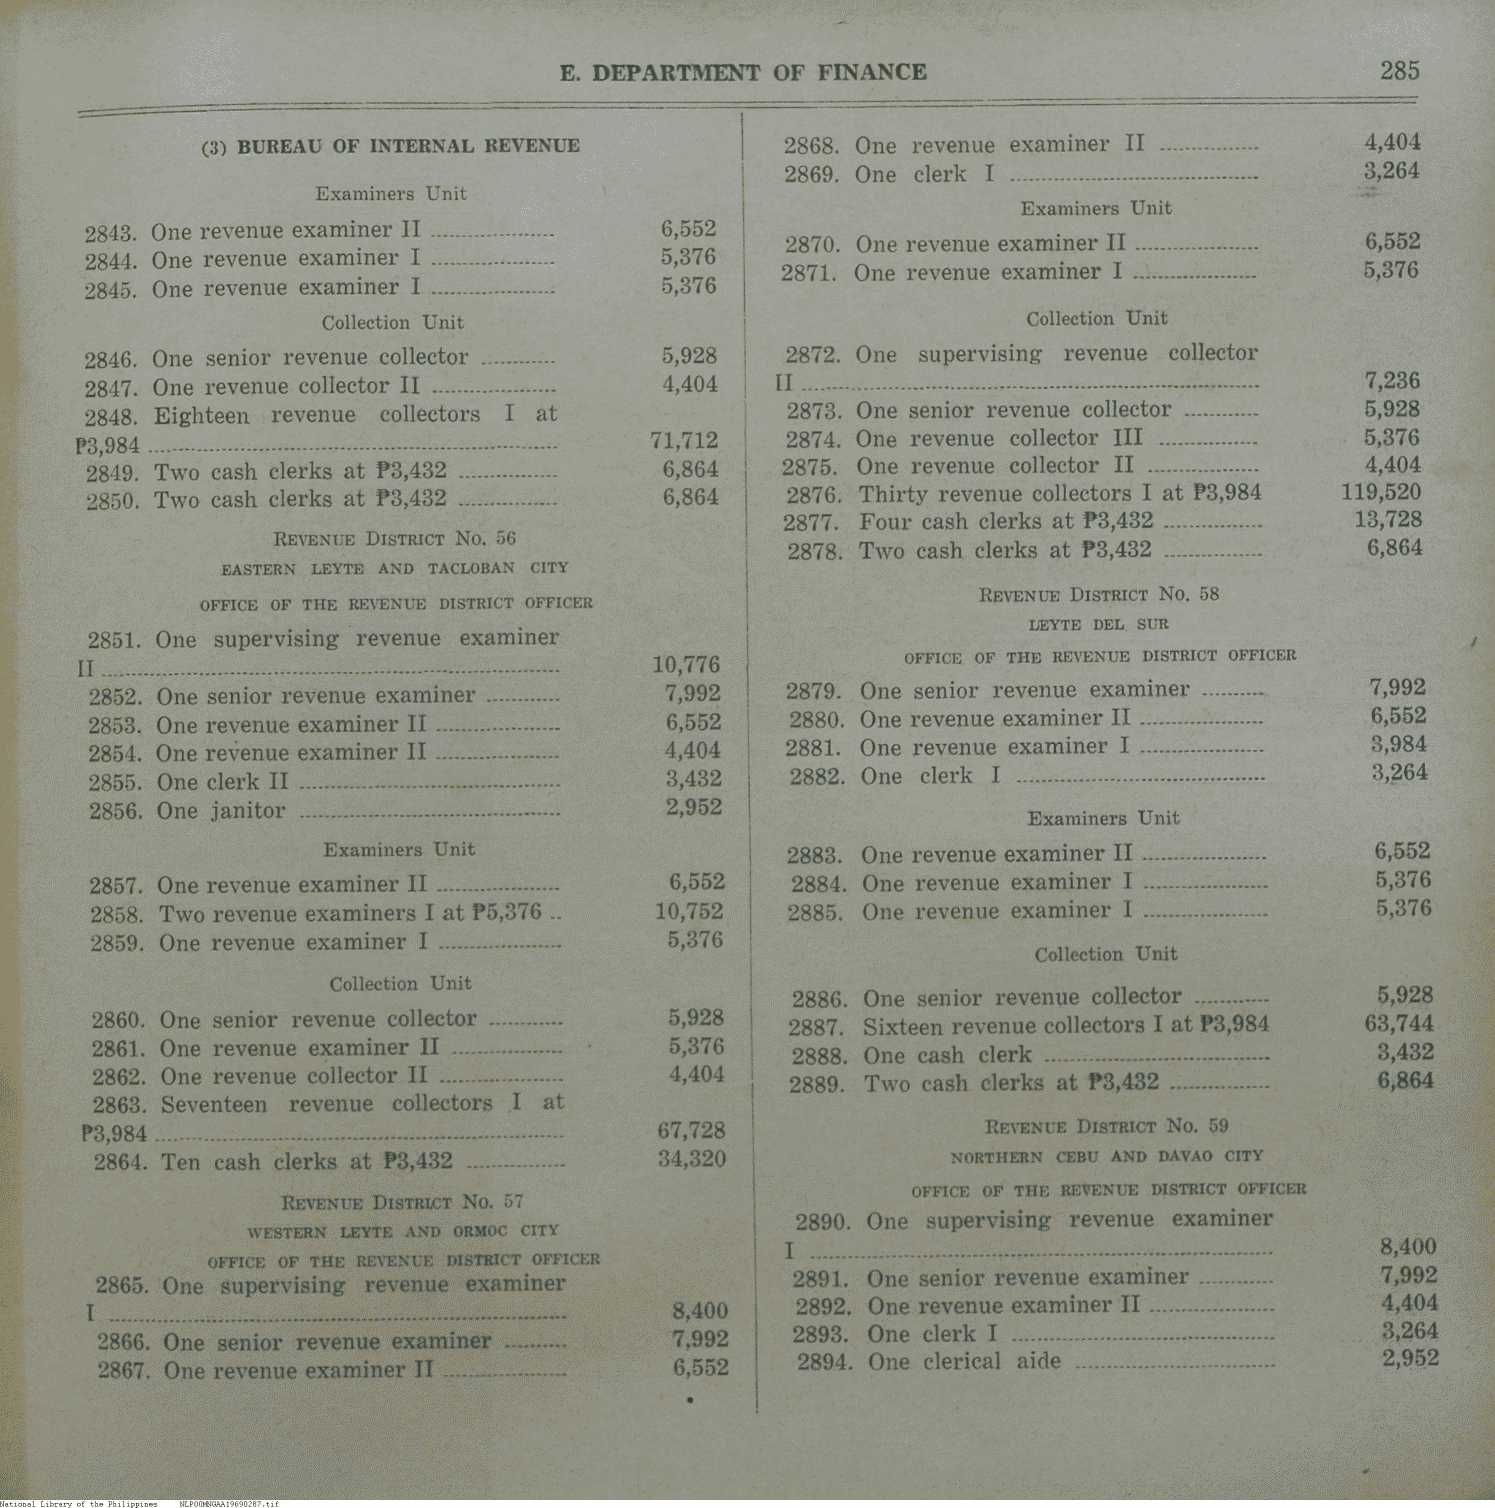 E. DEPARTMENT OF FINANCE 285
(3) BUREAU OF INTERNAL REVENUE
Examiners Unit
2843. One revenue examiner II .................... 6,552
2844. One revenue examiner I .................... 5,376
2845. One revenue examiner I .................... 5,376
Collection Unit
2846. One senior revenue collector ............ 5,928
2847. One revenue collector II .................... 4,404
2848. Eighteen revenue collectors I at
₱3,984 .................................................................. 71,712
2849. Two cash clerks at ₱3,432 ................ 6,864
2850. Two cash clerks at ₱3,432 ................ 6,864
REVENUE DISTRICT NO. 56
EASTERN LEYTE AND TACLOBAN CITY
OFFICE OF THE REVENUE DISTRICT OFFICER
2851. One supervising revenue examiner
II .......................................................................... 10,776
2852. One senior revenue examiner ............ 7,992
2853. One revenue examiner II .................... 6,552
2854. One revenue examiner II .................... 4,404
2855. One clerk II .......................................... 3,432
2856. One janitor .......................................... 2,952
Examiners Unit
2857. One revenue examiner II .................... 6,552
2858. Two revenue examiners I at ₱5,376 .. 10,752
2859. One revenue examiner I .................... 5,376
Collection Unit
2860. One senior revenue collector ............ 5,928
2861. One revenue examiner II .................. 5,376
2862. One revenue collector II .................... 4,404
2863. Seventeen revenue collectors I at
₱3,984 .................................................................. 67,728
2864. Ten cash clerks at ₱3,432 ................ 34,320
REVENUE DISTRICT NO. 57
WESTERN LEYTE AND ORMOC CITY
OFFICE OF THE REVENUE DISTRICT OFFICER
2865. One supervising revenue examiner
I .......................................................................... 8,400
2866. One senior revenue examiner .......... 7,992
2867. One revenue examiner II .................... 6,552
2868. One revenue examiner II ................ 4,404
2869. One clerk I ........................................ 3,264
Examiners Unit
2870. One revenue examiner II .................... 6,552
2871. One revenue examiner I .................... 5,376
Collection Unit
2872. One supervising revenue collector
II .......................................................................... 7,236
2873. One senior revenue collector ............ 5,928
2874. One revenue collector III ................ 5,376
2875. One revenue collector II .................. 4,404
2876. Thirty revenue collectors I at ₱3,984 119,520
2877. Four cash clerks at ₱3,432 ................ 13,728
2878. Two cash clerks at ₱3,432 ................ 6,864
REVENUE DISTRICT NO. 58
LEYTE DEL SUR
OFFICE OF THE REVENUE DISTRICT OFFICER
2879. One senior revenue examiner .......... 7,992
2880. One revenue examiner II .................... 6,552
2881. One revenue examiner I .................... 3,984
2882. One clerk I ........................................ 3,264
Examiners Unit
2883. One revenue examiner II .................... 6,552
2884. One revenue examiner I .................... 5,376
2885. One revenue examiner I .................... 5,376
Collection Unit
2886. One senior revenue collector ............ 5,928
2887. Sixteen revenue collectors I at ₱3,984 63,744
2888. One cash clerk .................................... 3,432
2889. Two cash clerks at ₱3,432 ................ 6,864
REVENUE DISTRICT NO. 59
NORTHERN CEBU AND DAVAO CITY
OFFICE OF THE REVENUE DISTRICT OFFICER
2890. One supervising revenue examiner
I .......................................................................... 8,400
2891. One senior revenue examiner ............ 7,992
2892. One revenue examiner II .................... 4,404
2893. One clerk I .......................................... 3,264
2894. One clerical aide ................................ 2,952
National Library of the Philippines NLPOOMNGAA19690287.tif